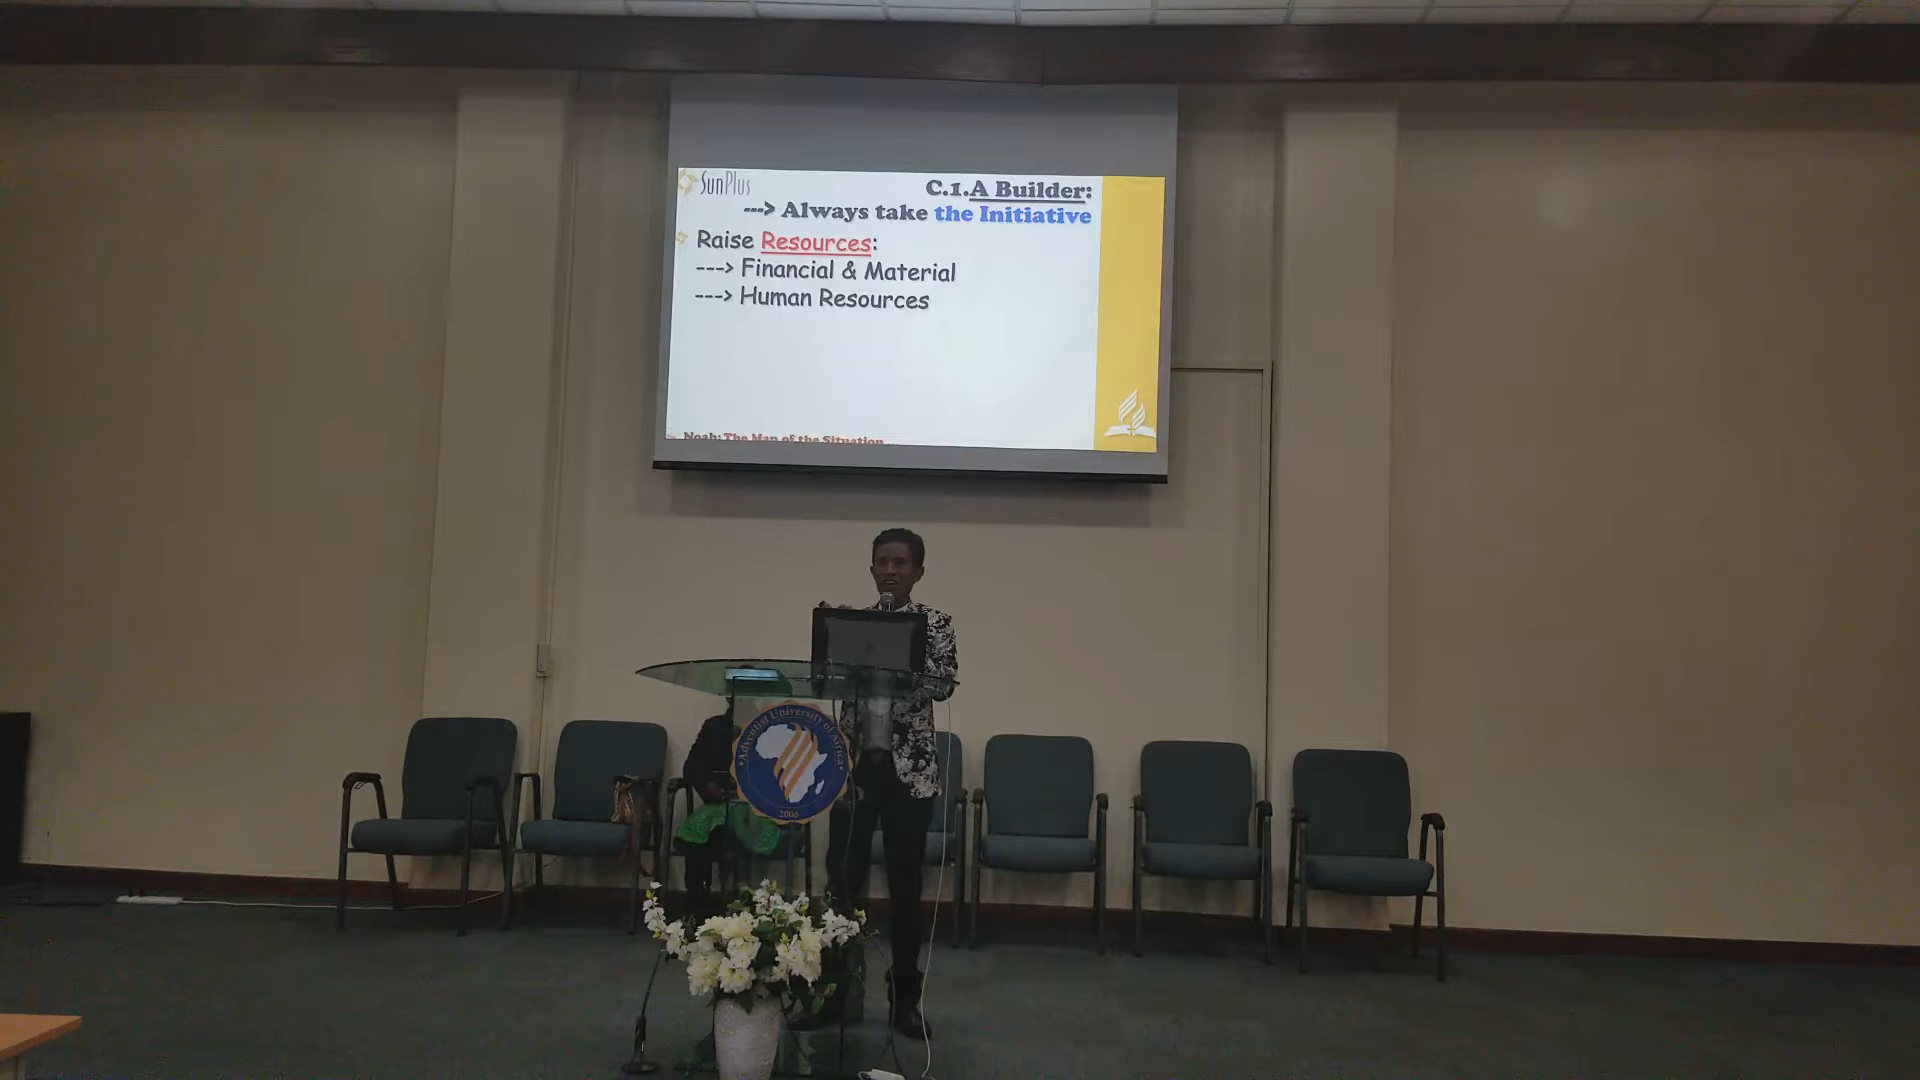 SunPlus
C.1.A Builder:
---> Always take the Initiative
Raise Resources:
---> Financial & Material
---> Human Resources
Noah: The Man of the Situation
Adventist University of Africa
2006